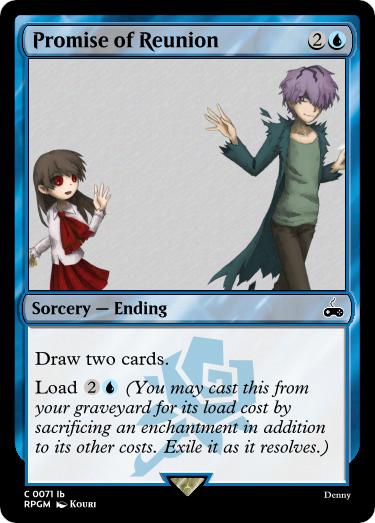 Promise of Reunion 2
Sorcery — Ending
Draw two cards.
Load 2 (You may cast this from
your graveyard for its load cost by
sacrificing an enchantment in addition
to its other costs. Exile it as it resolves.)
C 0071 Ib
RPGM Kouri
Denny